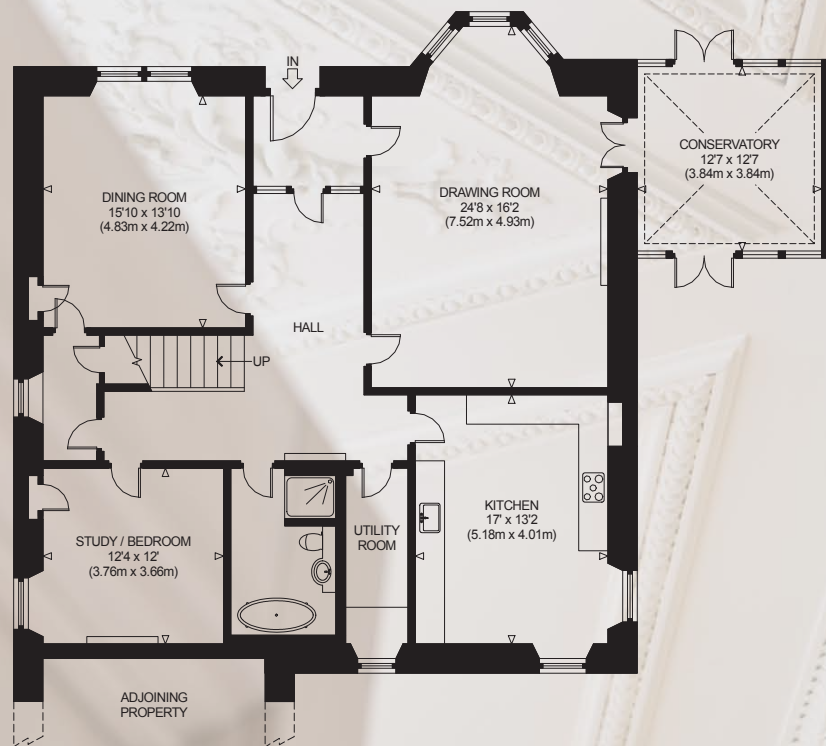 IN
DINING ROOM
15'10 x 13'10
(4.83m x 4.22m)
DRAWING ROOM
24'8 x 16'2
(7.52m x 4.93m)
CONSERVATORY
12'7 x 12'7
(3.84m x 3.84m)
HALL
UP
STUDY / BEDROOM
12'4 x 12'
(3.76m x 3.66m)
UTILITY
ROOM
KITCHEN
17' x 13'2
(5.18m x 4.01m)
ADJOINING
PROPERTY